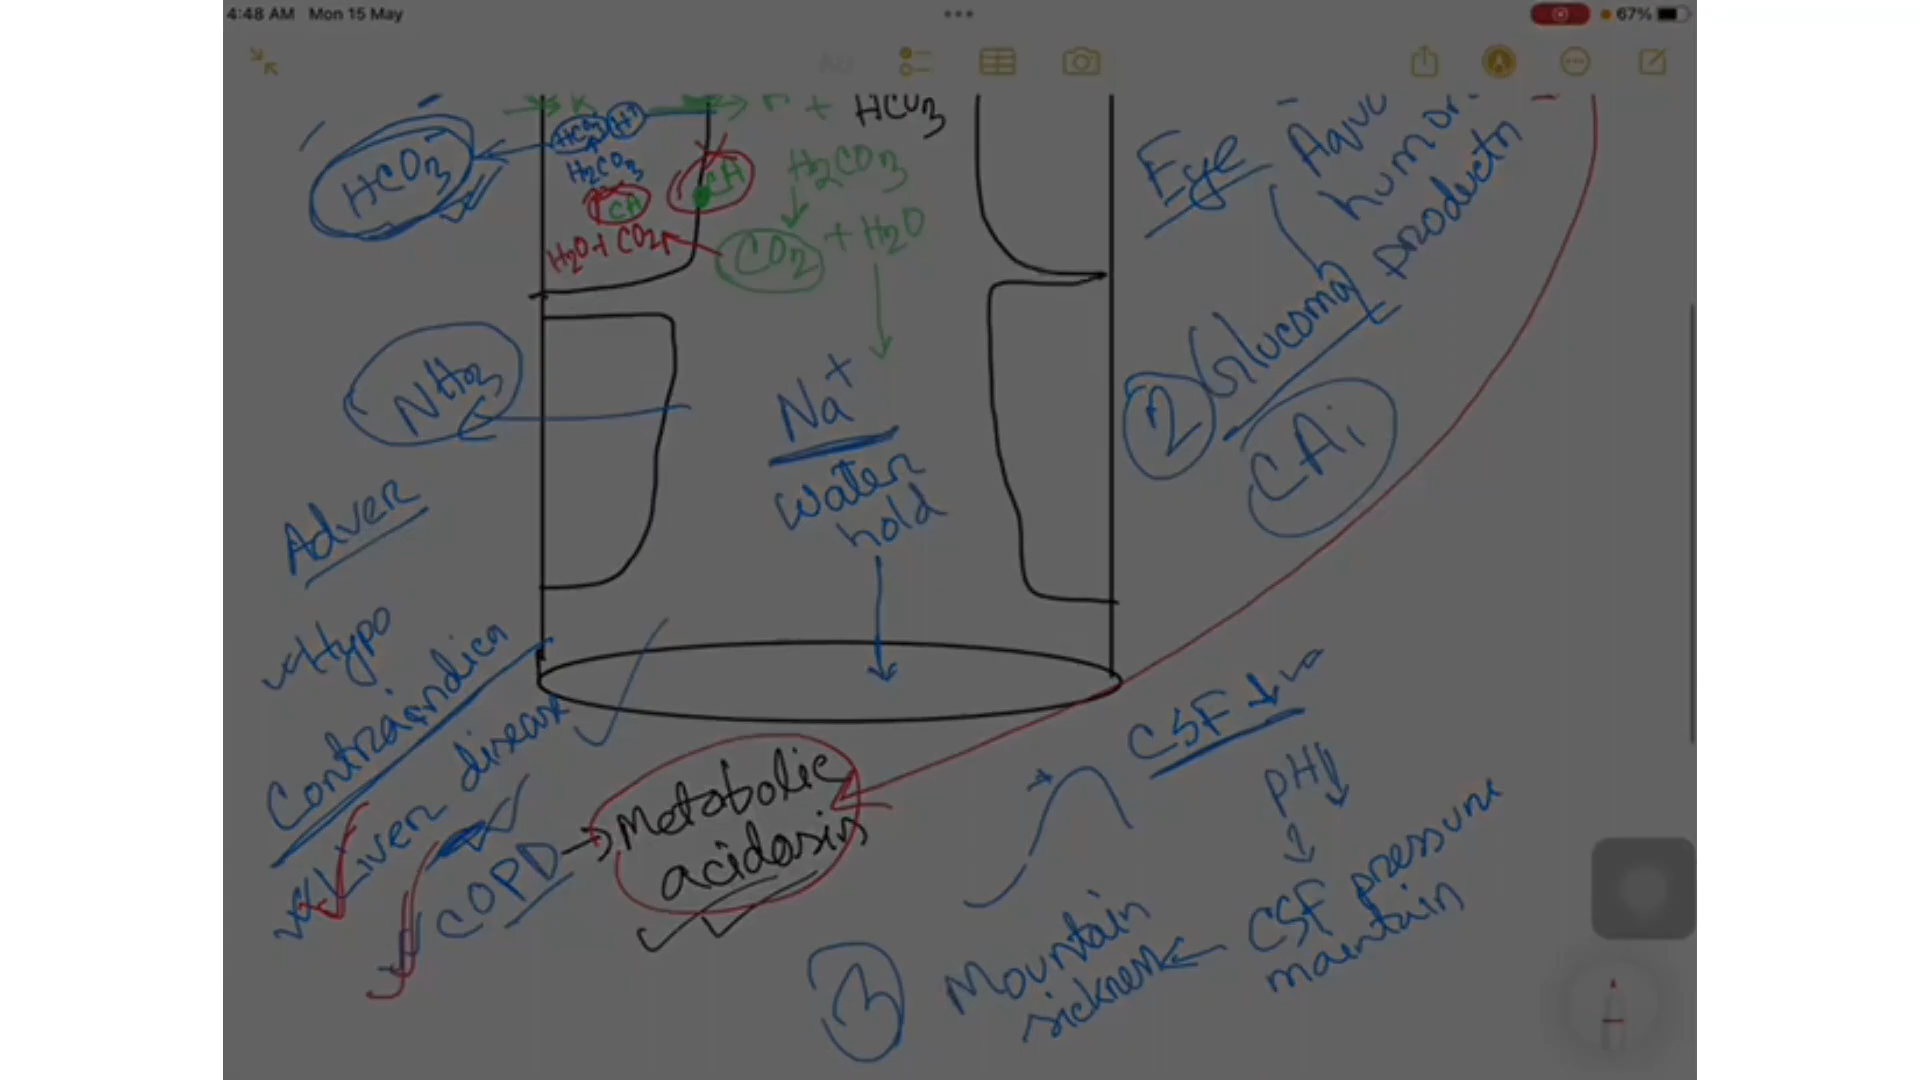 4:48 AM Mon 15 May
67%
HCO3
HCO3 H+
HCO3
H2CO3
CA
CA
H2O + CO2
H2CO3
CO2 + H2O
Eye
humor
productn
2 Glucoma
CAi
NH3
Na+
water
hold
Adver
Hypo
Contraindica
Liver disease
COPD → Metabolic
acidosis
CSF
pH↓
CSF pressure
maintain
3
Mountain
sickness